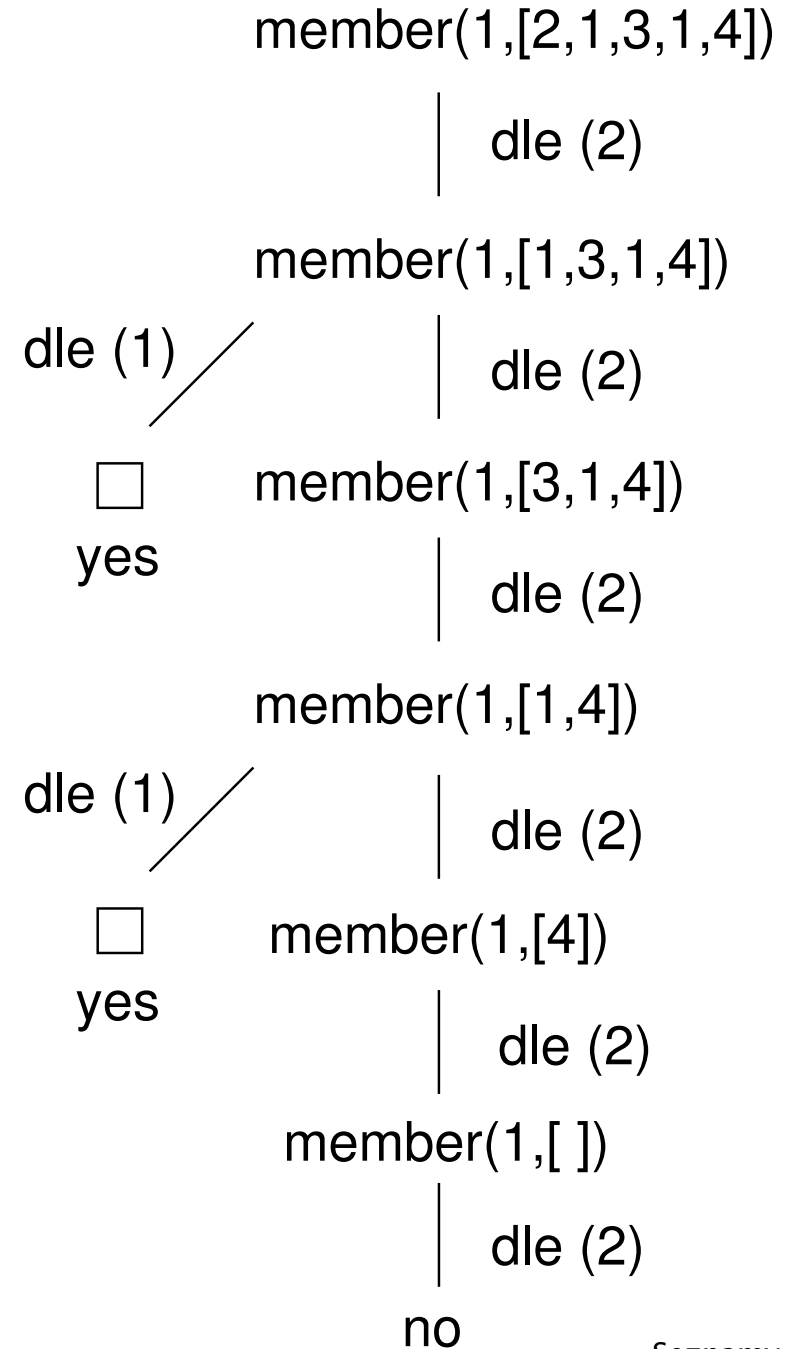 member(1,[2,1,3,1,4])
dle (2)
member(1,[1,3,1,4])
dle (1)
dle (2)
member(1,[3,1,4])
yes
dle (2)
member(1,[1,4])
dle (1)
dle (2)
member(1,[4])
yes
dle (2)
member(1,[ ])
dle (2)
no